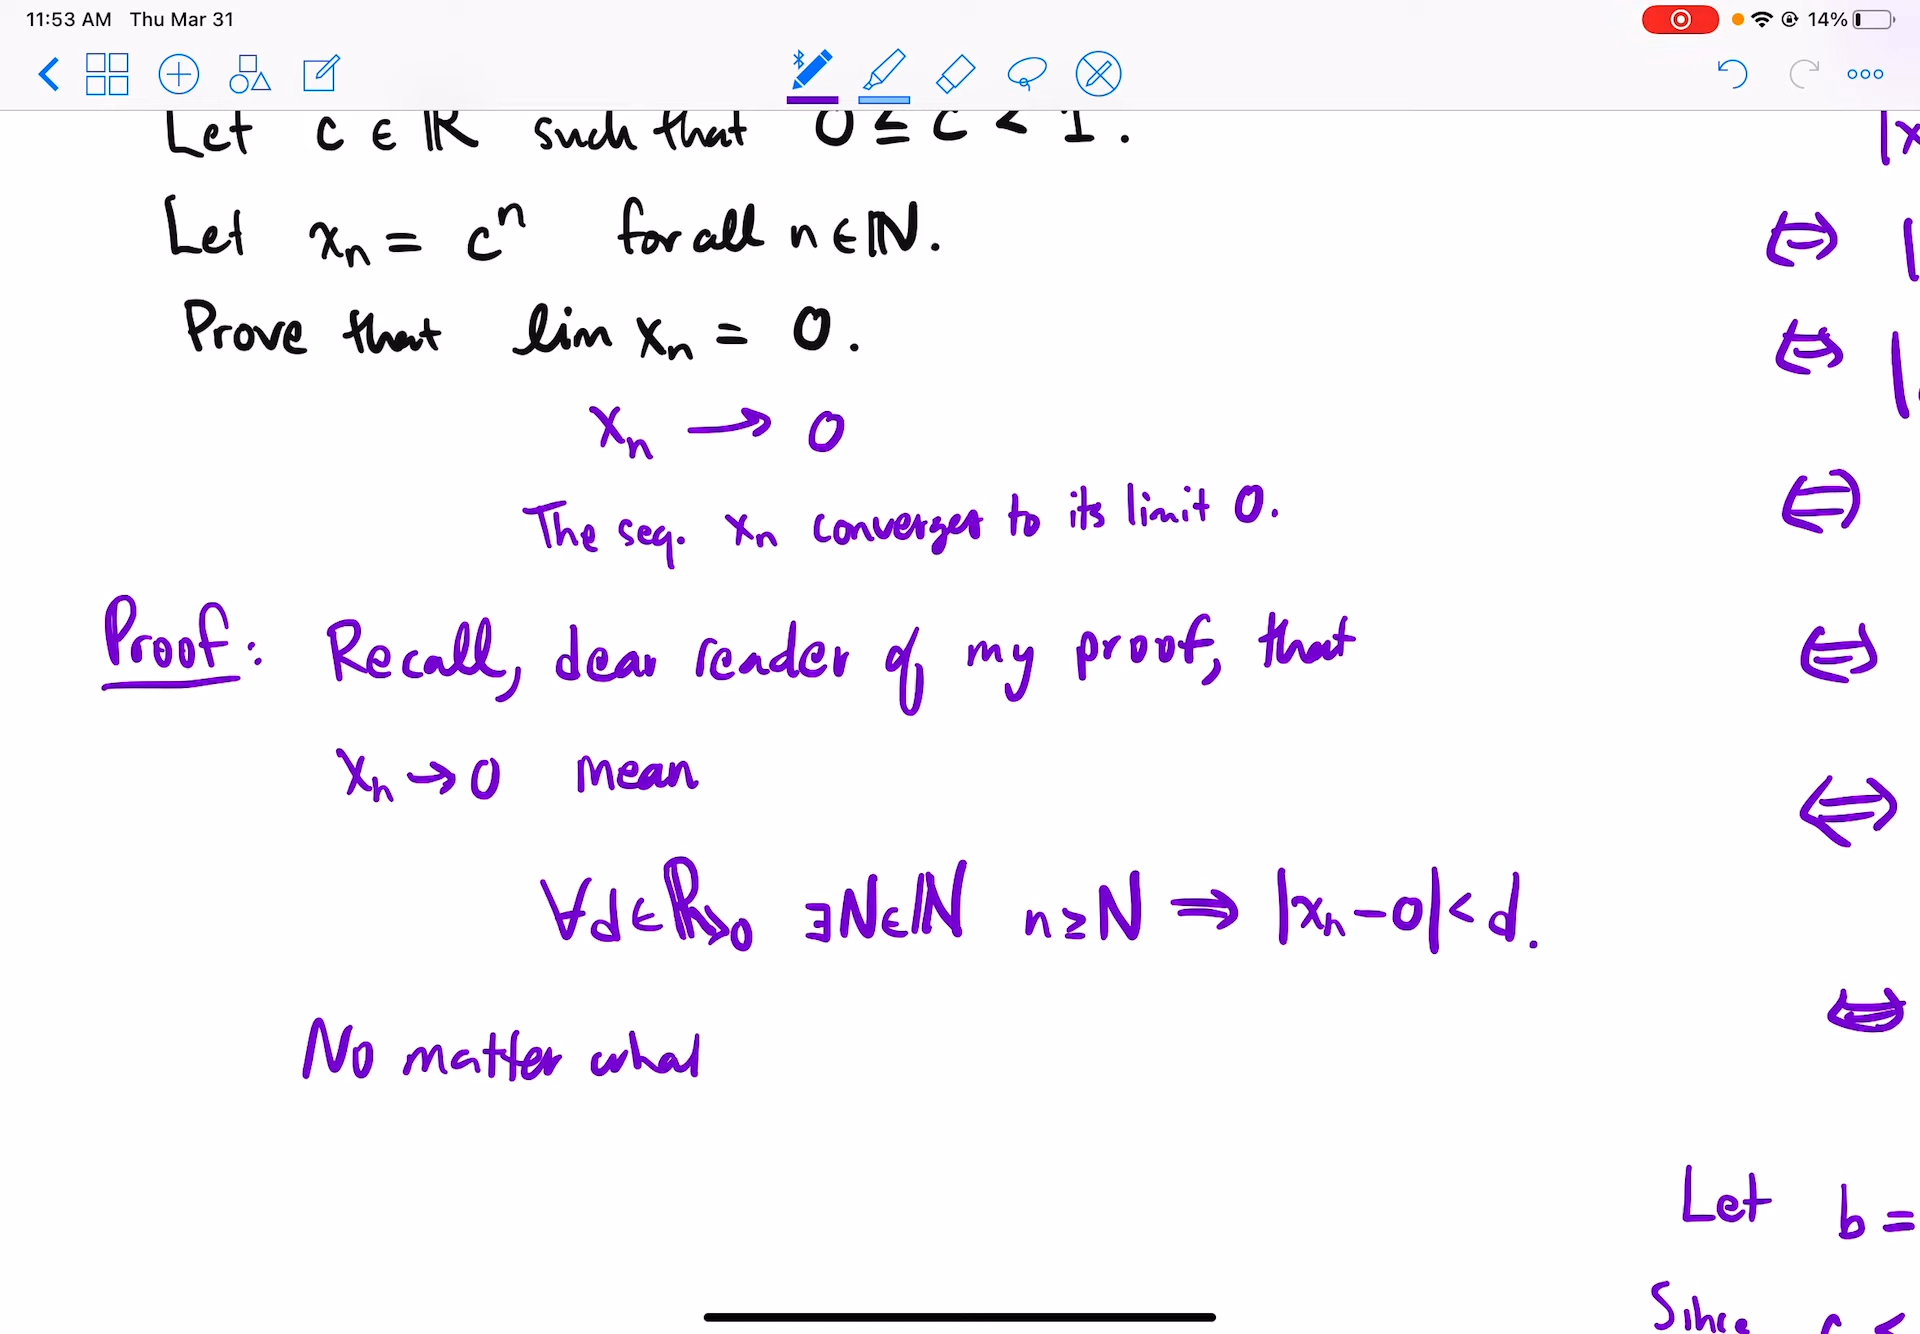 11:53 AM Thu Mar 31
14%
Let c ∈ ℝ such that 0 ≤ c < 1.
Let xₙ = cⁿ for all n ∈ ℕ.
Prove that lim xₙ = 0.
xₙ → 0
The seq. xₙ converges to its limit 0.
Proof: Recall, dear reader of my proof, that
xₙ → 0 mean
∀d∈ℝ>0 ∃N∈ℕ n≥N ⇒ |xₙ-0|<d.
No matter what
|x
⇔ |
⇔ |
⇔
⇔
⇔
⇔
Let b =
Since